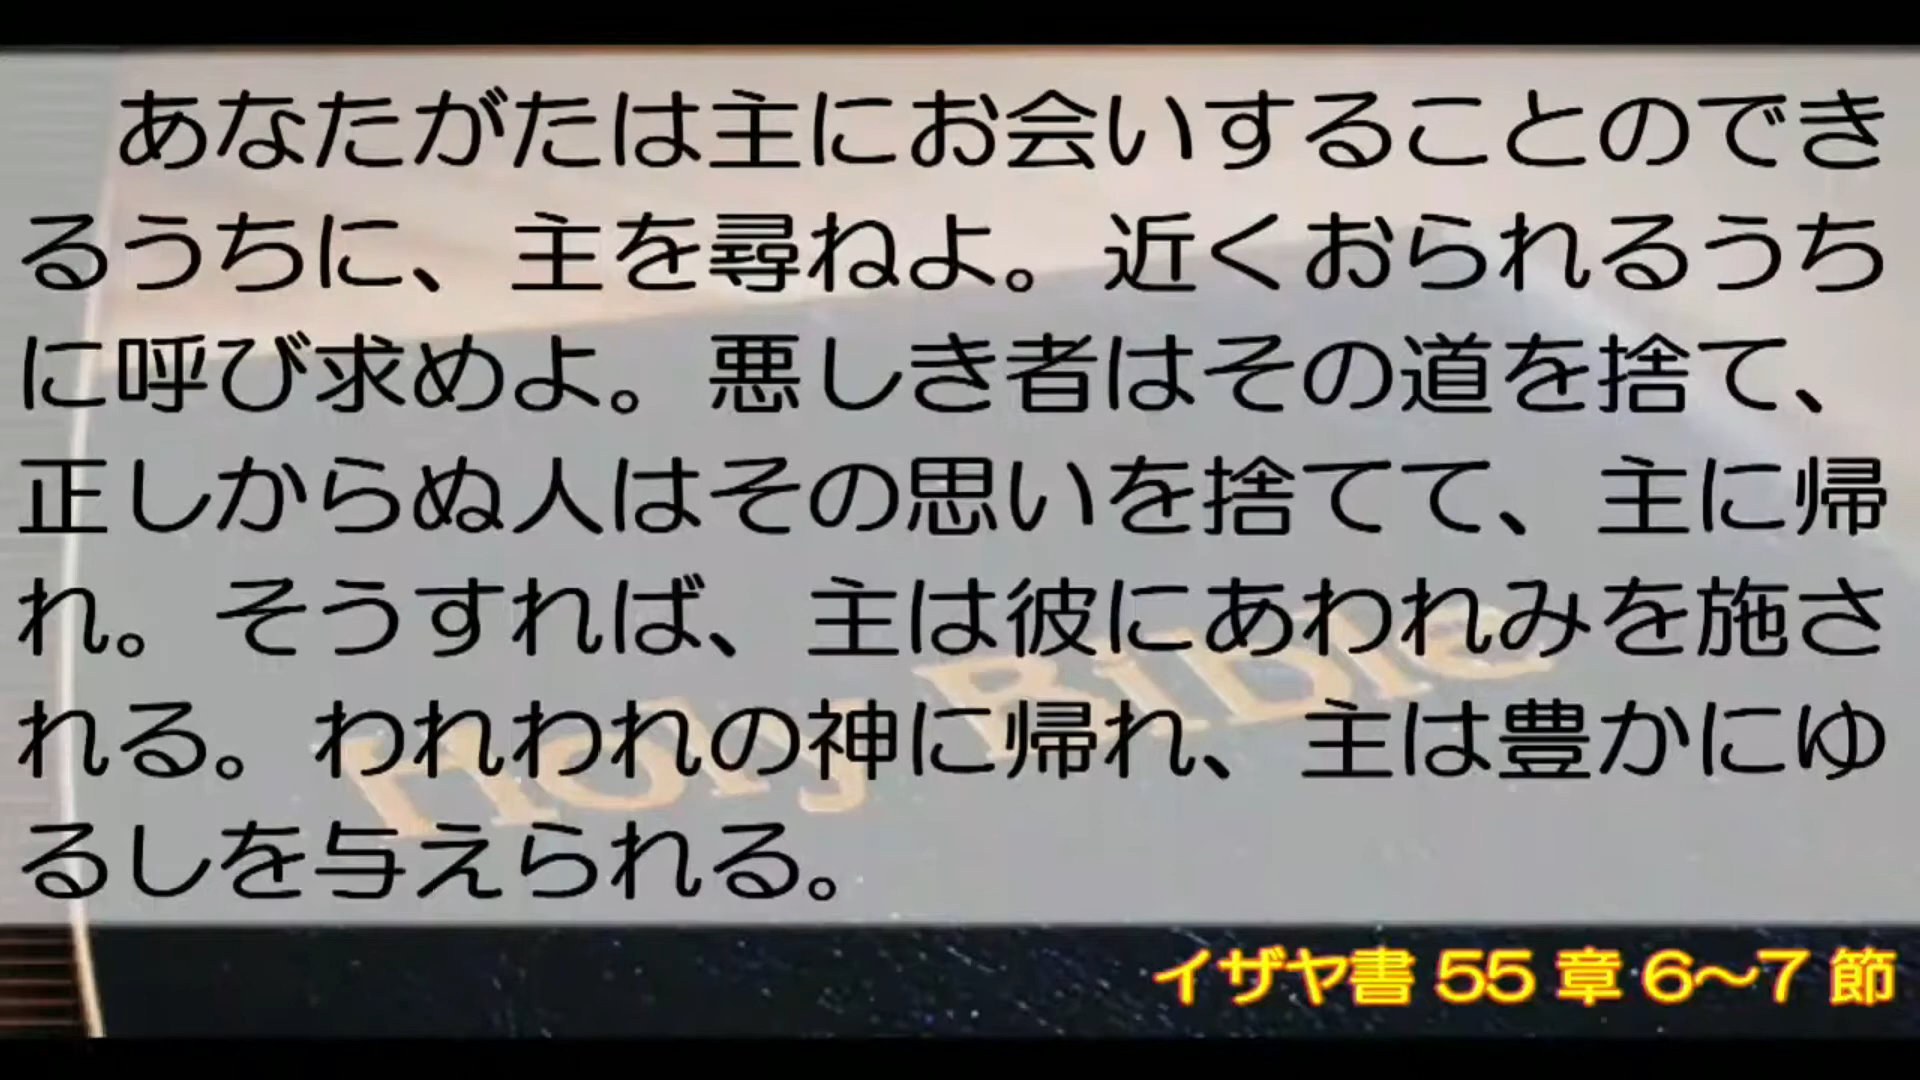 あなたがたは主にお会いすることのでき
るうちに、主を尋ねよ。近くおられるうち
に呼び求めよ。悪しき者はその道を捨て、
正しからぬ人はその思いを捨てて、主に帰
れ。そうすれば、主は彼にあわれみを施さ
れる。われわれの神に帰れ、主は豊かにゆ
るしを与えられる。
Holy Bible
イザヤ書 55 章 6～7 節